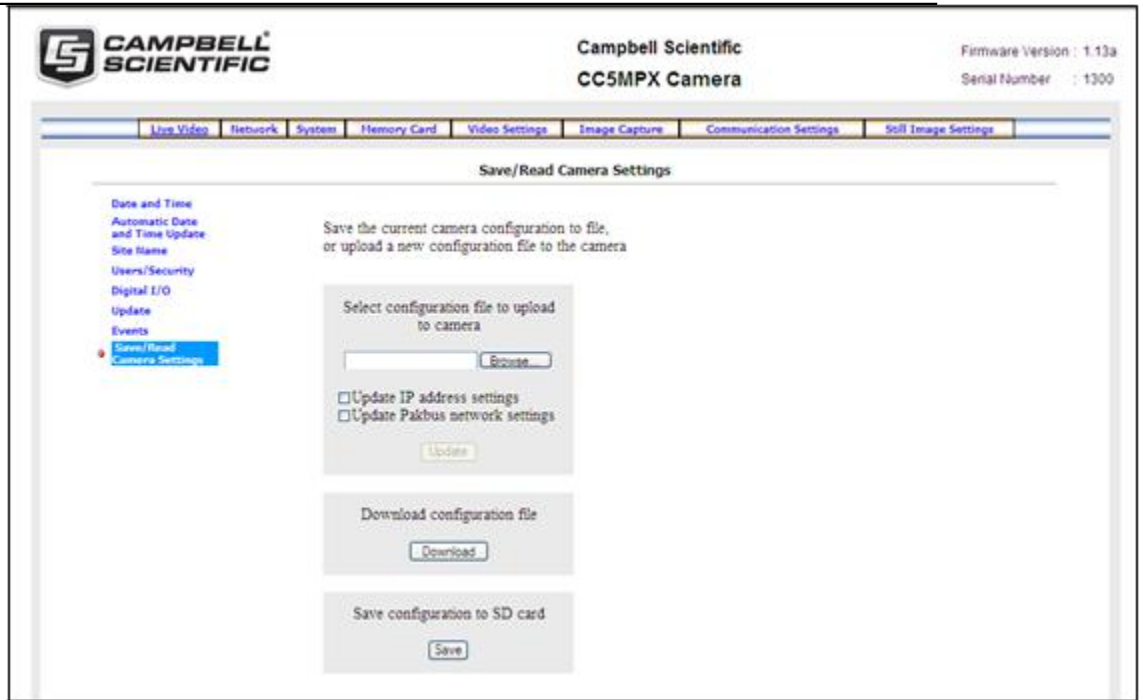 CAMPBELL
SCIENTIFIC
Campbell Scientific
CC5MPX Camera
Firmware Version : 1.13a
Serial Number : 1300
Live Video Network System Memory Card Video Settings Image Capture Communication Settings Still Image Settings
Save/Read Camera Settings
Date and Time
Automatic Date
and Time Update
Site Name
Users/Security
Digital I/O
Update
Events
Save/Read
Camera Settings
Save the current camera configuration to file,
or upload a new configuration file to the camera
Select configuration file to upload
to camera
Browse...
Update IP address settings
Update Pakbus network settings
Update
Download configuration file
Download
Save configuration to SD card
Save